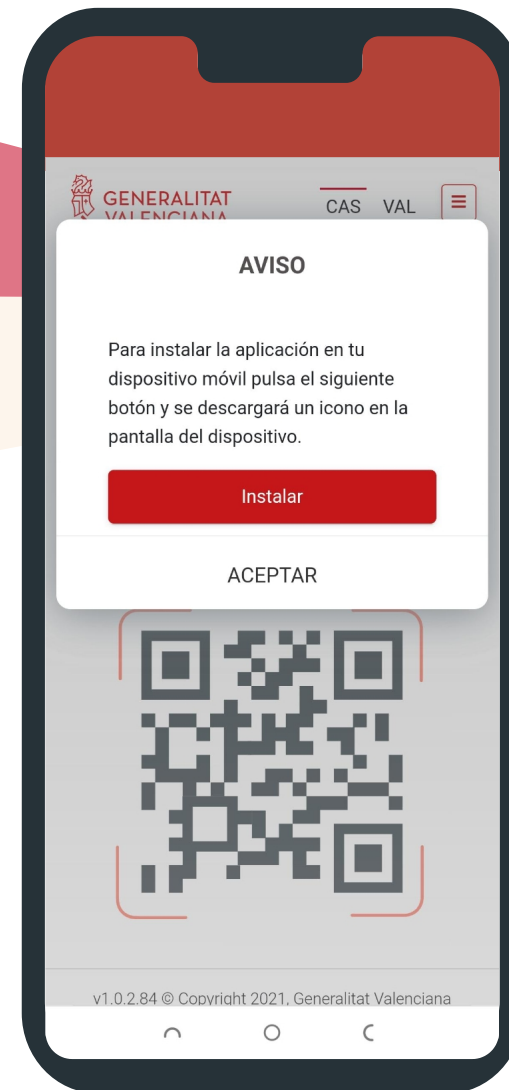 GENERALITAT
VALENCIANA
CAS VAL
AVISO
Para instalar la aplicación en tu
dispositivo móvil pulsa el siguiente
botón y se descargará un icono en la
pantalla del dispositivo.
Instalar
ACEPTAR
v1.0.2.84 © Copyright 2021, Generalitat Valenciana